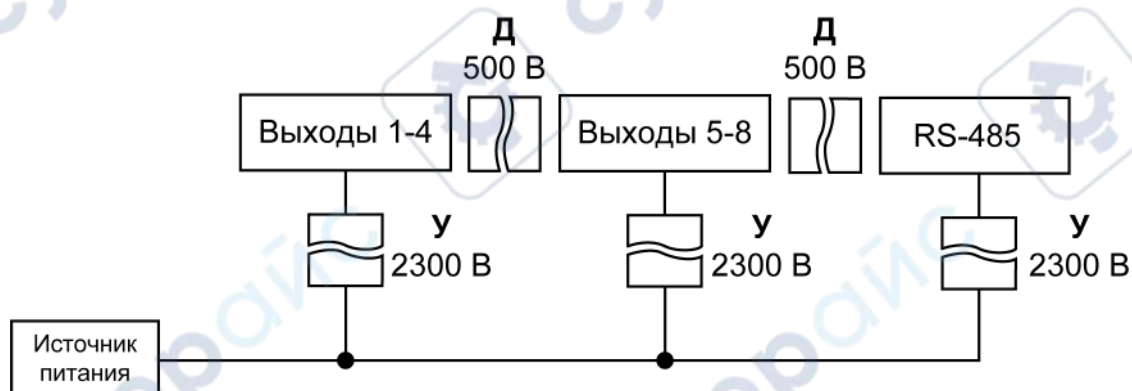 Д
500 В
Д
500 В
Выходы 1-4
Выходы 5-8
RS-485
У
2300 В
У
2300 В
У
2300 В
Источник
питания